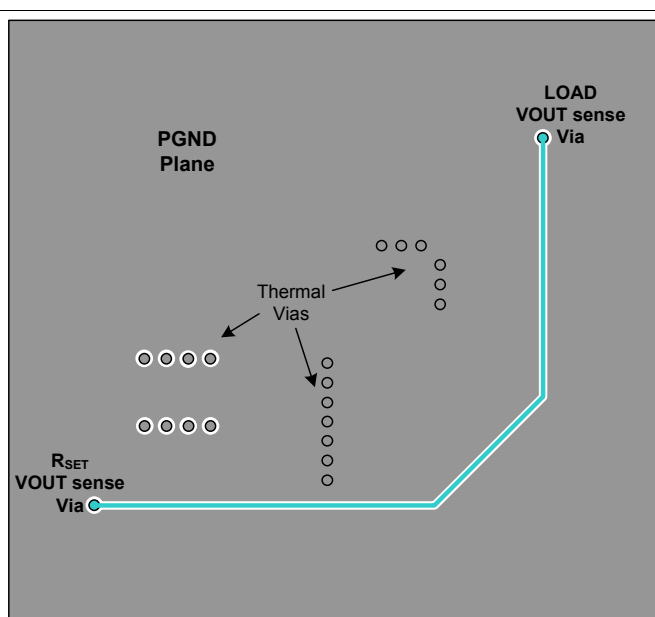 LOAD
VOUT sense
Via
PGND
Plane
Thermal
Vias
RSET
VOUT sense
Via